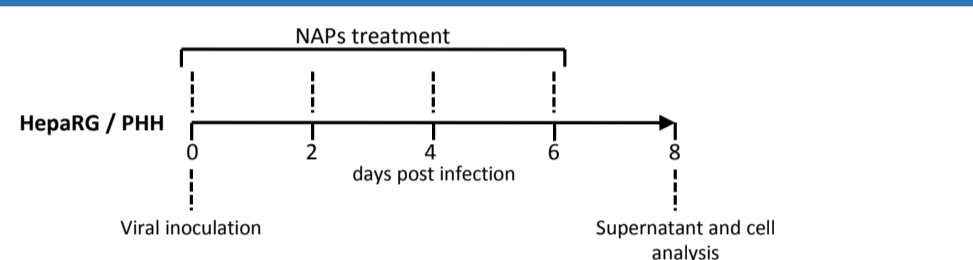 NAPs treatment
HepaRG / PHH
0 2 4 6 8
days post infection
Viral inoculation
Supernatant and cell
analysis